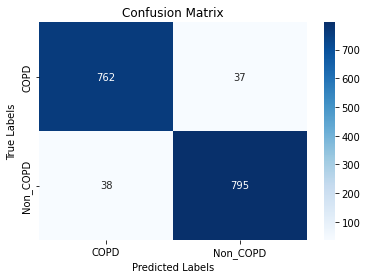 Confusion Matrix
True Labels
COPD
762
37
Non_COPD
38
795
COPD
Non_COPD
Predicted Labels
700
600
500
400
300
200
100